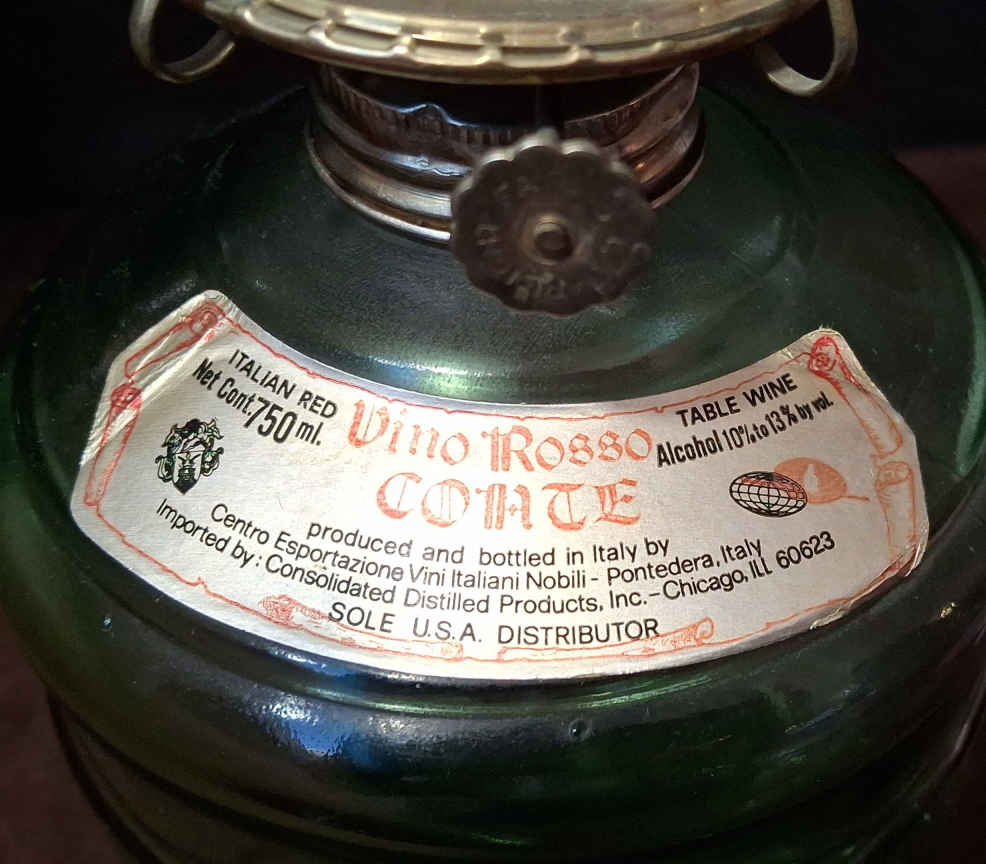 ITALIAN RED
Net Cont. 750 ml.
TABLE WINE
Alcohol 10% to 13% by vol.
Vino Rosso
CONTE
produced and bottled in Italy by
Centro Esportazione Vini Italiani Nobili - Pontedera, Italy
Imported by: Consolidated Distilled Products, Inc. - Chicago, ILL 60623
SOLE U.S.A. DISTRIBUTOR